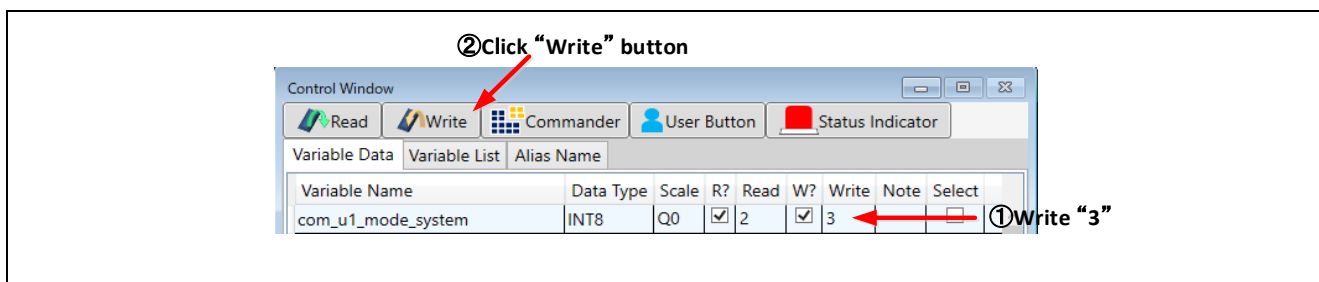 ②Click “Write” button
Control Window
Read Write Commander User Button Status Indicator
Variable Data Variable List Alias Name
Variable Name Data Type Scale R? Read W? Write Note Select
com_u1_mode_system INT8 Q0 2 3
①Write “3”